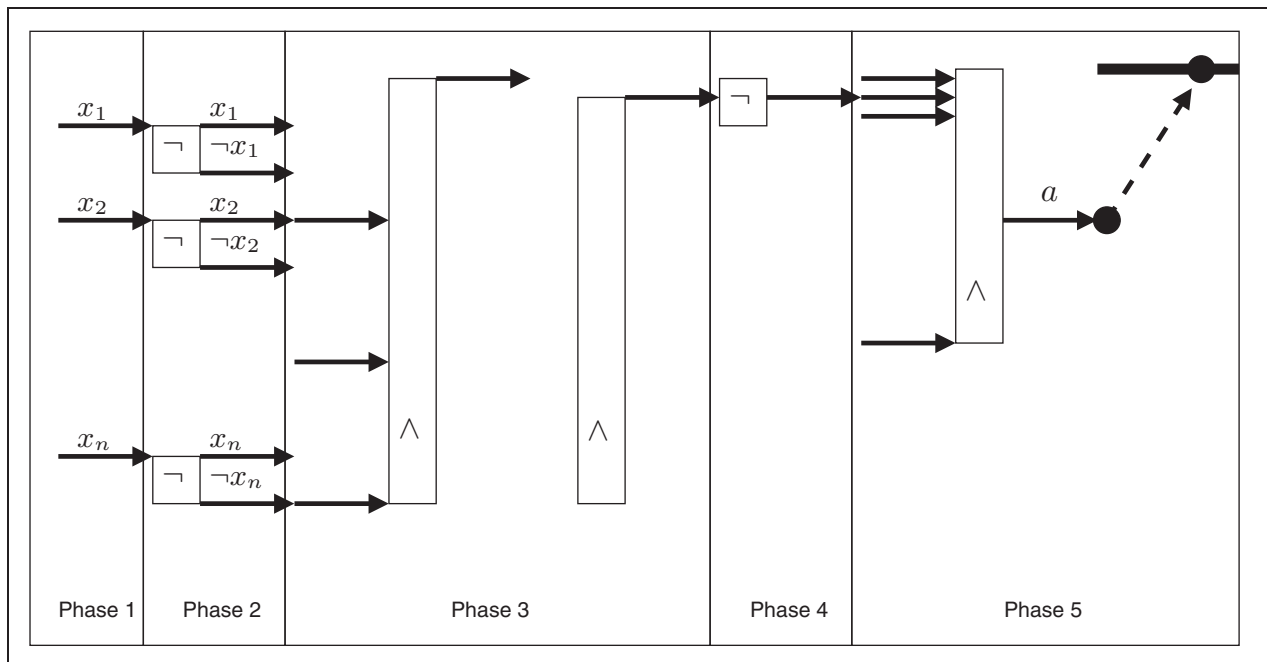 x₁ x₁
¬ ¬x₁
x₂ x₂ a
¬ ¬x₂
∧
∧ ∧
xₙ xₙ
¬ ¬xₙ
¬
Phase 1 Phase 2 Phase 3 Phase 4 Phase 5